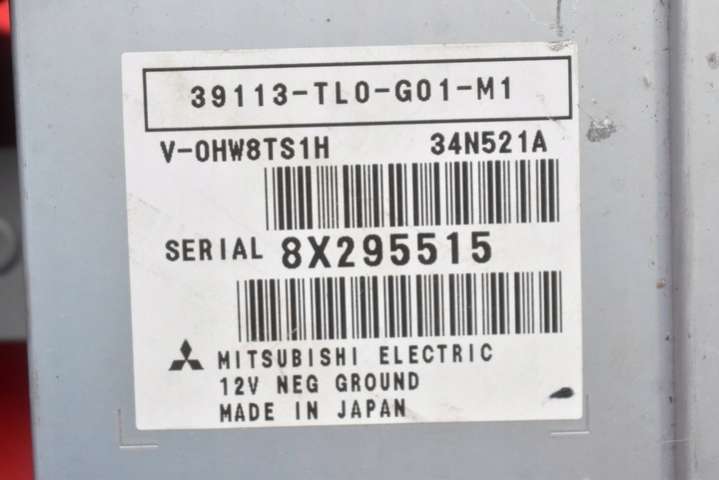 39113-TL0-G01-M1
V-0HW8TS1H 34N521A
SERIAL 8X295515
MITSUBISHI ELECTRIC
12V NEG GROUND
MADE IN JAPAN